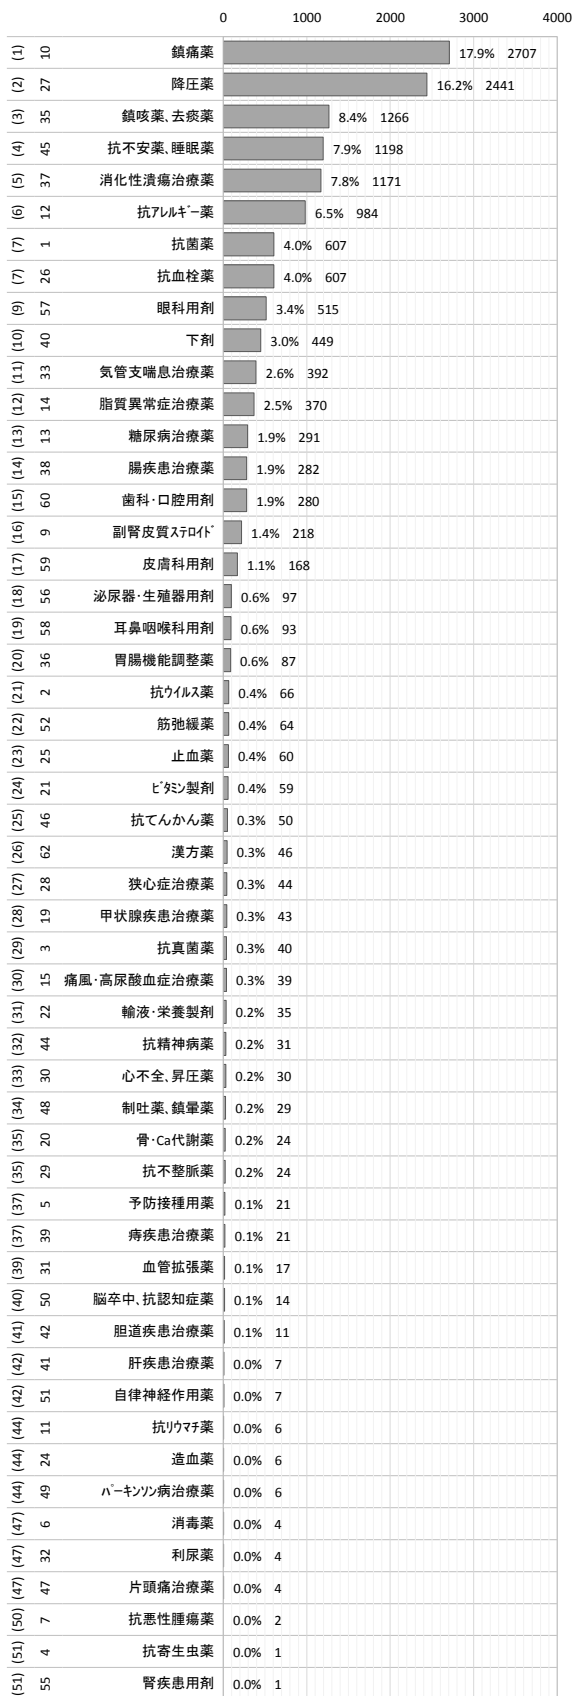 0 1000 2000 3000 4000
(1) 10 鎮痛薬 17.9% 2707
(2) 27 降圧薬 16.2% 2441
(3) 35 鎮咳薬、去痰薬 8.4% 1266
(4) 45 抗不安薬、睡眠薬 7.9% 1198
(5) 37 消化性潰瘍治療薬 7.8% 1171
(6) 12 抗ｱﾚﾙｷﾞｰ薬 6.5% 984
(7) 1 抗菌薬 4.0% 607
(7) 26 抗血栓薬 4.0% 607
(9) 57 眼科用剤 3.4% 515
(10) 40 下剤 3.0% 449
(11) 33 気管支喘息治療薬 2.6% 392
(12) 14 脂質異常症治療薬 2.5% 370
(13) 13 糖尿病治療薬 1.9% 291
(14) 38 腸疾患治療薬 1.9% 282
(15) 60 歯科･口腔用剤 1.9% 280
(16) 9 副腎皮質ｽﾃﾛｲﾄﾞ 1.4% 218
(17) 59 皮膚科用剤 1.1% 168
(18) 56 泌尿器･生殖器用剤 0.6% 97
(19) 58 耳鼻咽喉科用剤 0.6% 93
(20) 36 胃腸機能調整薬 0.6% 87
(21) 2 抗ｳｲﾙｽ薬 0.4% 66
(22) 52 筋弛緩薬 0.4% 64
(23) 25 止血薬 0.4% 60
(24) 21 ﾋﾞﾀﾐﾝ製剤 0.4% 59
(25) 46 抗てんかん薬 0.3% 50
(26) 62 漢方薬 0.3% 46
(27) 28 狭心症治療薬 0.3% 44
(28) 19 甲状腺疾患治療薬 0.3% 43
(29) 3 抗真菌薬 0.3% 40
(30) 15 痛風･高尿酸血症治療薬 0.3% 39
(31) 22 輸液･栄養製剤 0.2% 35
(32) 44 抗精神病薬 0.2% 31
(33) 30 心不全、昇圧薬 0.2% 30
(34) 48 制吐薬、鎮暈薬 0.2% 29
(35) 20 骨･Ca代謝薬 0.2% 24
(35) 29 抗不整脈薬 0.2% 24
(37) 5 予防接種用薬 0.1% 21
(37) 39 痔疾患治療薬 0.1% 21
(39) 31 血管拡張薬 0.1% 17
(40) 50 脳卒中、抗認知症薬 0.1% 14
(41) 42 胆道疾患治療薬 0.1% 11
(42) 41 肝疾患治療薬 0.0% 7
(42) 51 自律神経作用薬 0.0% 7
(44) 11 抗ﾘｳﾏﾁ薬 0.0% 6
(44) 24 造血薬 0.0% 6
(44) 49 ﾊﾟｰｷﾝｿﾝ病治療薬 0.0% 6
(47) 6 消毒薬 0.0% 4
(47) 32 利尿薬 0.0% 4
(47) 47 片頭痛治療薬 0.0% 4
(50) 7 抗悪性腫瘍薬 0.0% 2
(51) 4 抗寄生虫薬 0.0% 1
(51) 55 腎疾患用剤 0.0% 1